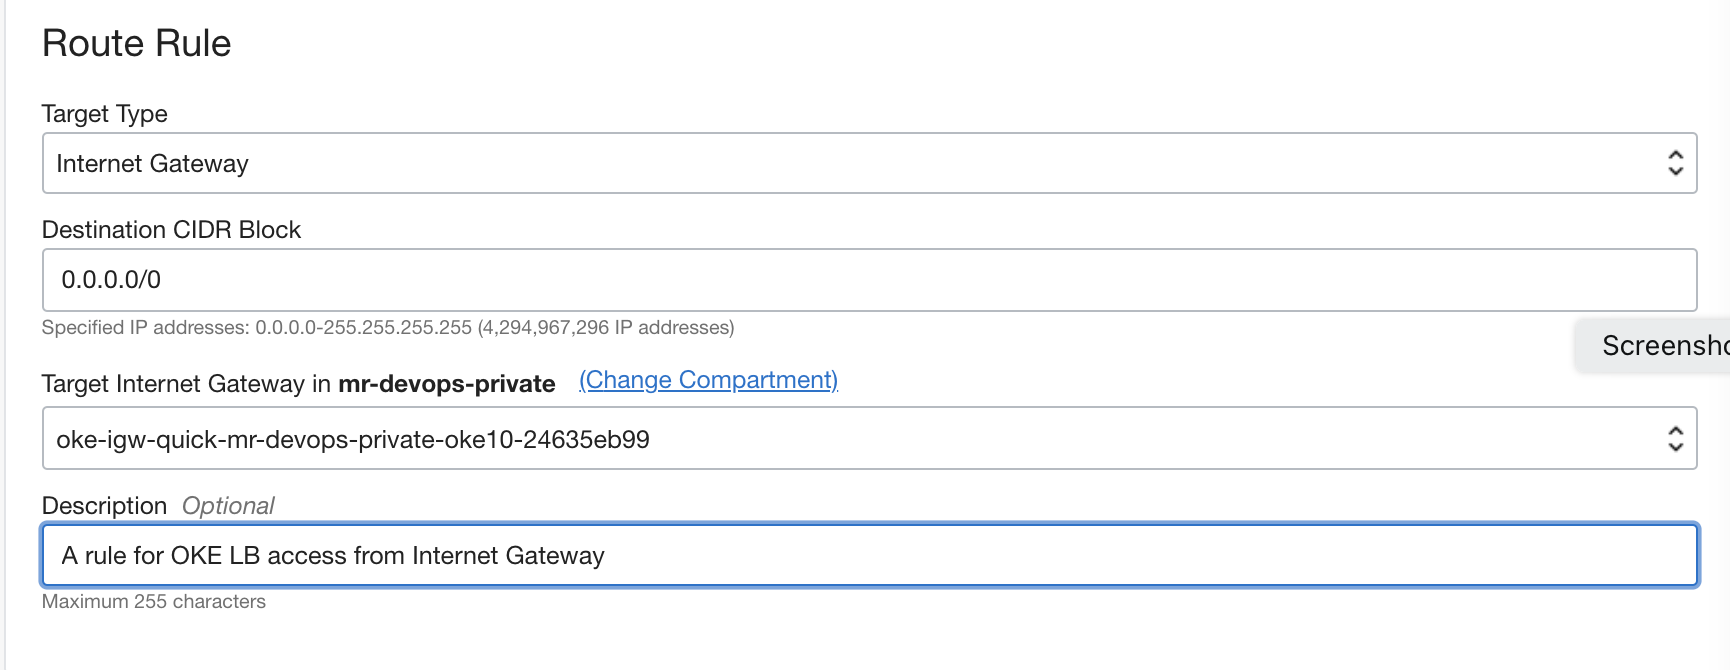 Route Rule
Target Type
Internet Gateway
Destination CIDR Block
0.0.0.0/0
Specified IP addresses: 0.0.0.0-255.255.255.255 (4,294,967,296 IP addresses)
Target Internet Gateway in mr-devops-private (Change Compartment)
oke-igw-quick-mr-devops-private-oke10-24635eb99
Description Optional
A rule for OKE LB access from Internet Gateway
Maximum 255 characters